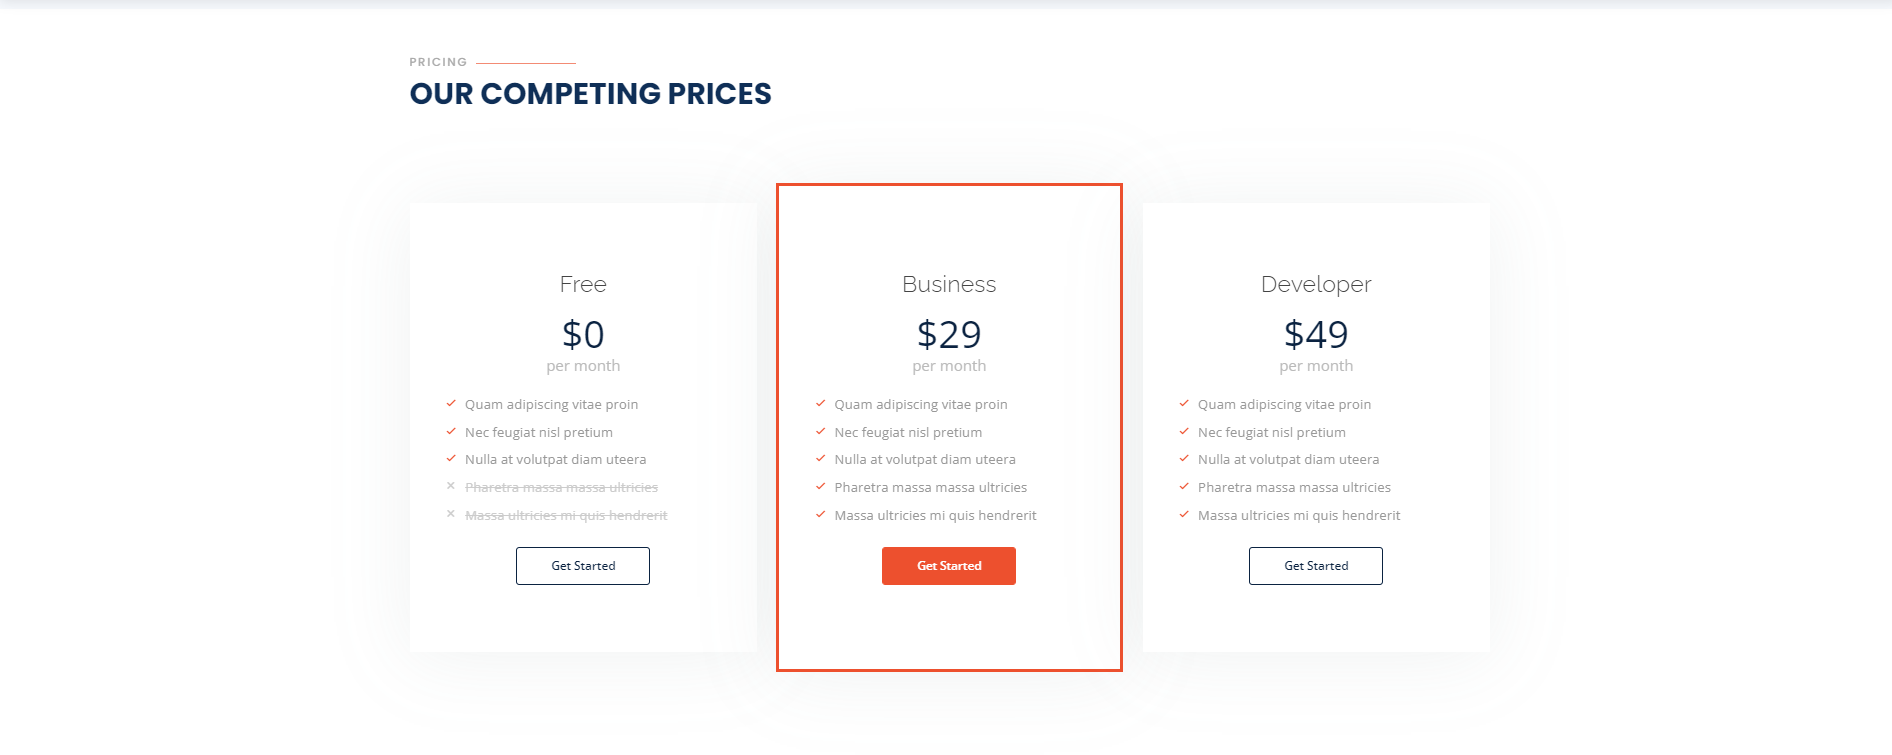 PRICING
OUR COMPETING PRICES
Free
$0
per month
Quam adipiscing vitae proin
Nec feugiat nisl pretium
Nulla at volutpat diam uteera
Pharetra massa massa ultricies
Massa ultricies mi quis hendrerit
Get Started
Business
$29
per month
Quam adipiscing vitae proin
Nec feugiat nisl pretium
Nulla at volutpat diam uteera
Pharetra massa massa ultricies
Massa ultricies mi quis hendrerit
Get Started
Developer
$49
per month
Quam adipiscing vitae proin
Nec feugiat nisl pretium
Nulla at volutpat diam uteera
Pharetra massa massa ultricies
Massa ultricies mi quis hendrerit
Get Started